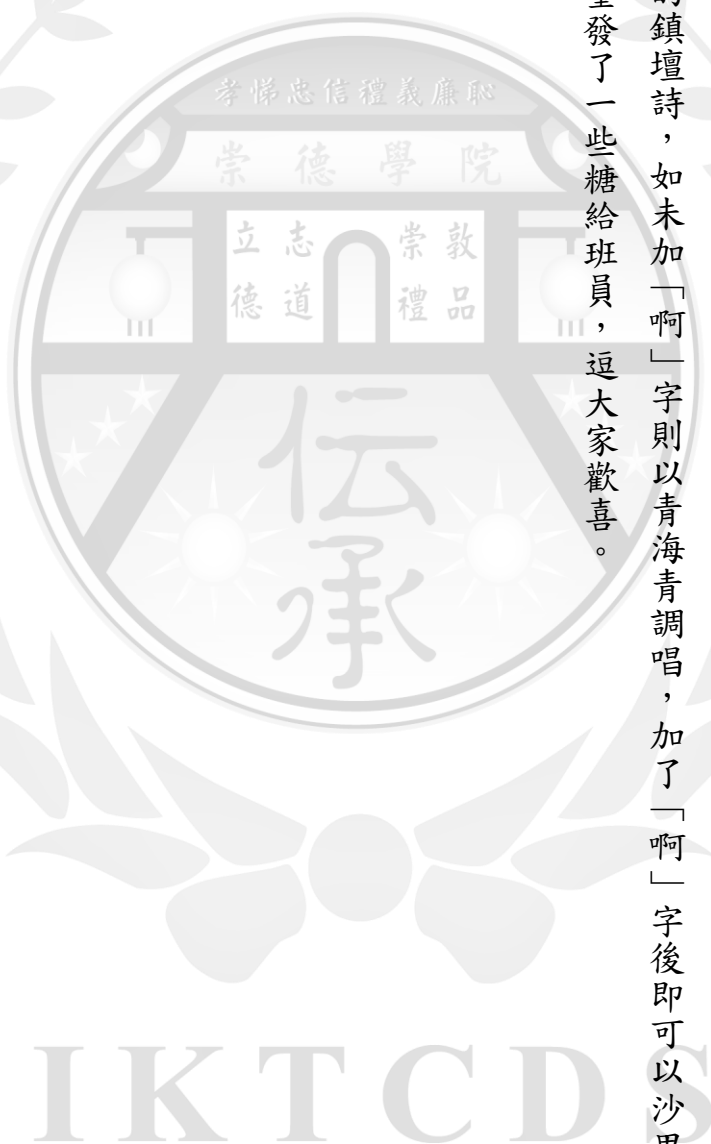 的鎮壇詩，如未加「啊」字則以青海青調唱，加了「啊」字後即可以沙
發了一些糖給班員，逗大家歡喜。
孝悌忠信禮義廉恥
崇德學院
立志 崇敦
德道 禮品
伝承
IKTCDS